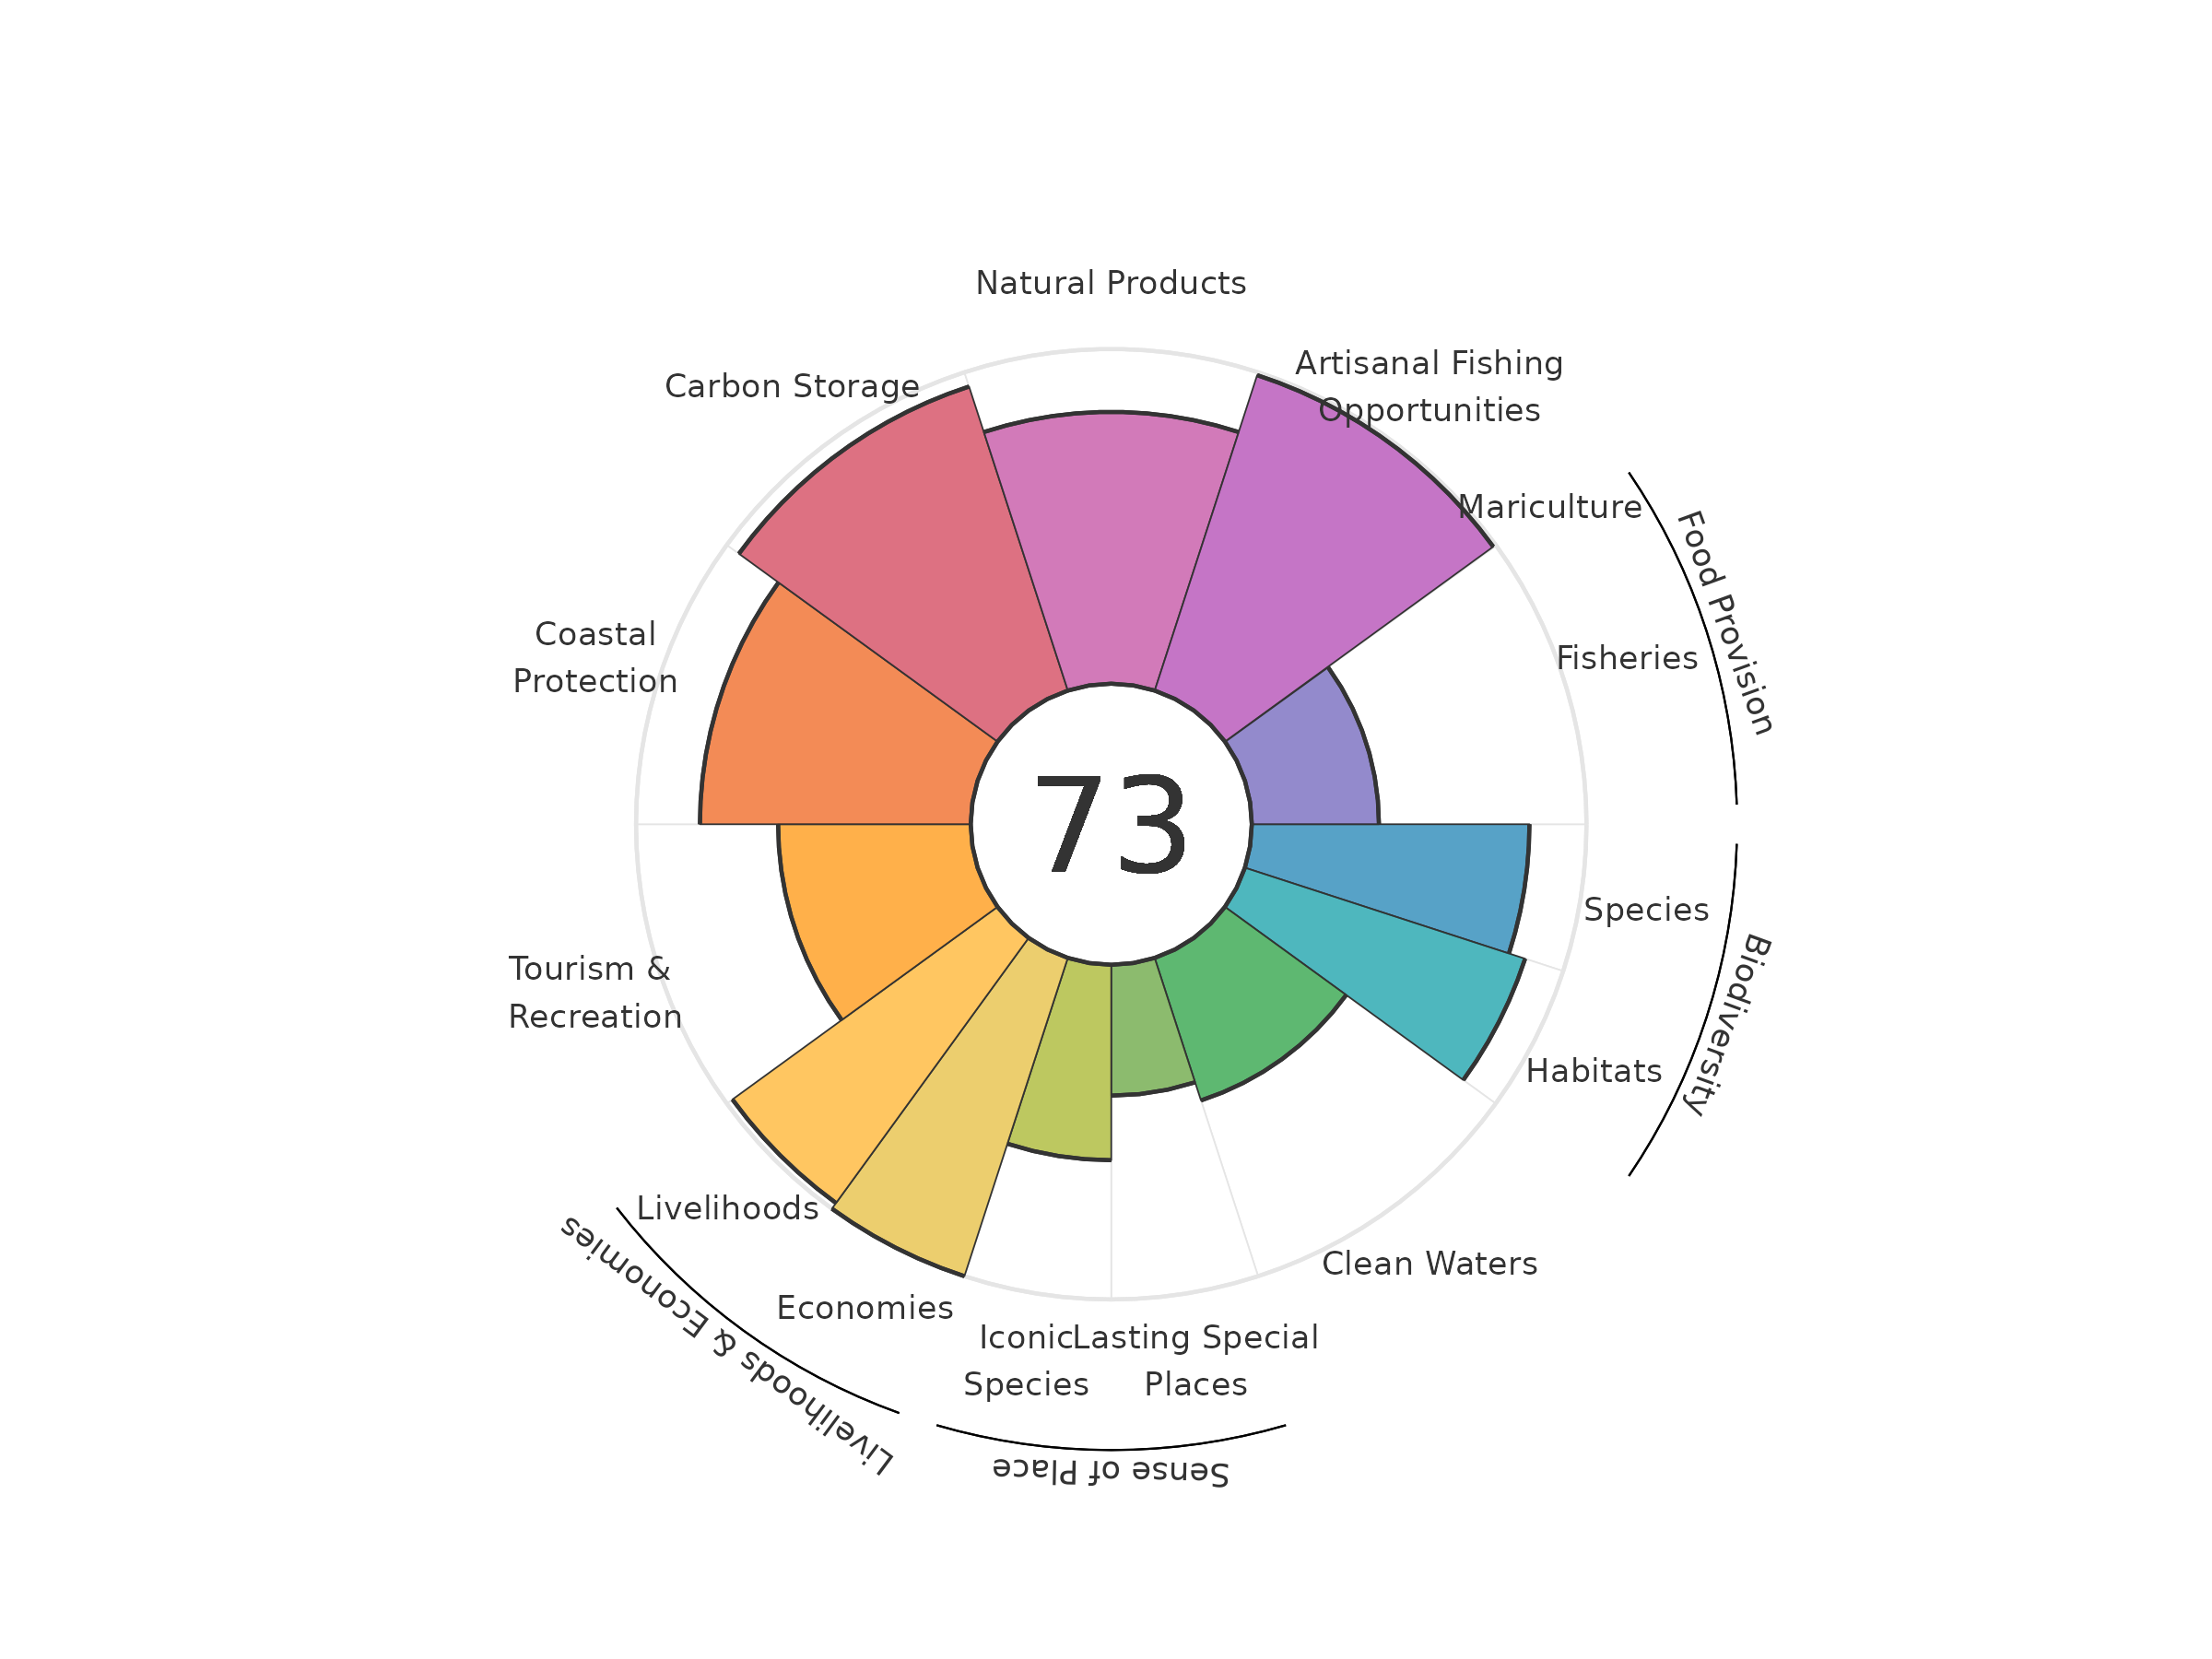 Natural Products
Artisanal Fishing
Opportunities
Carbon Storage
Mariculture
Food Provision
Coastal
Protection
Fisheries
73
Species
Biodiversity
Tourism &
Recreation
Habitats
Livelihoods
Clean Waters
Economies
Livelihoods & Economies
Iconic
Species
Lasting Special
Places
Sense of Place